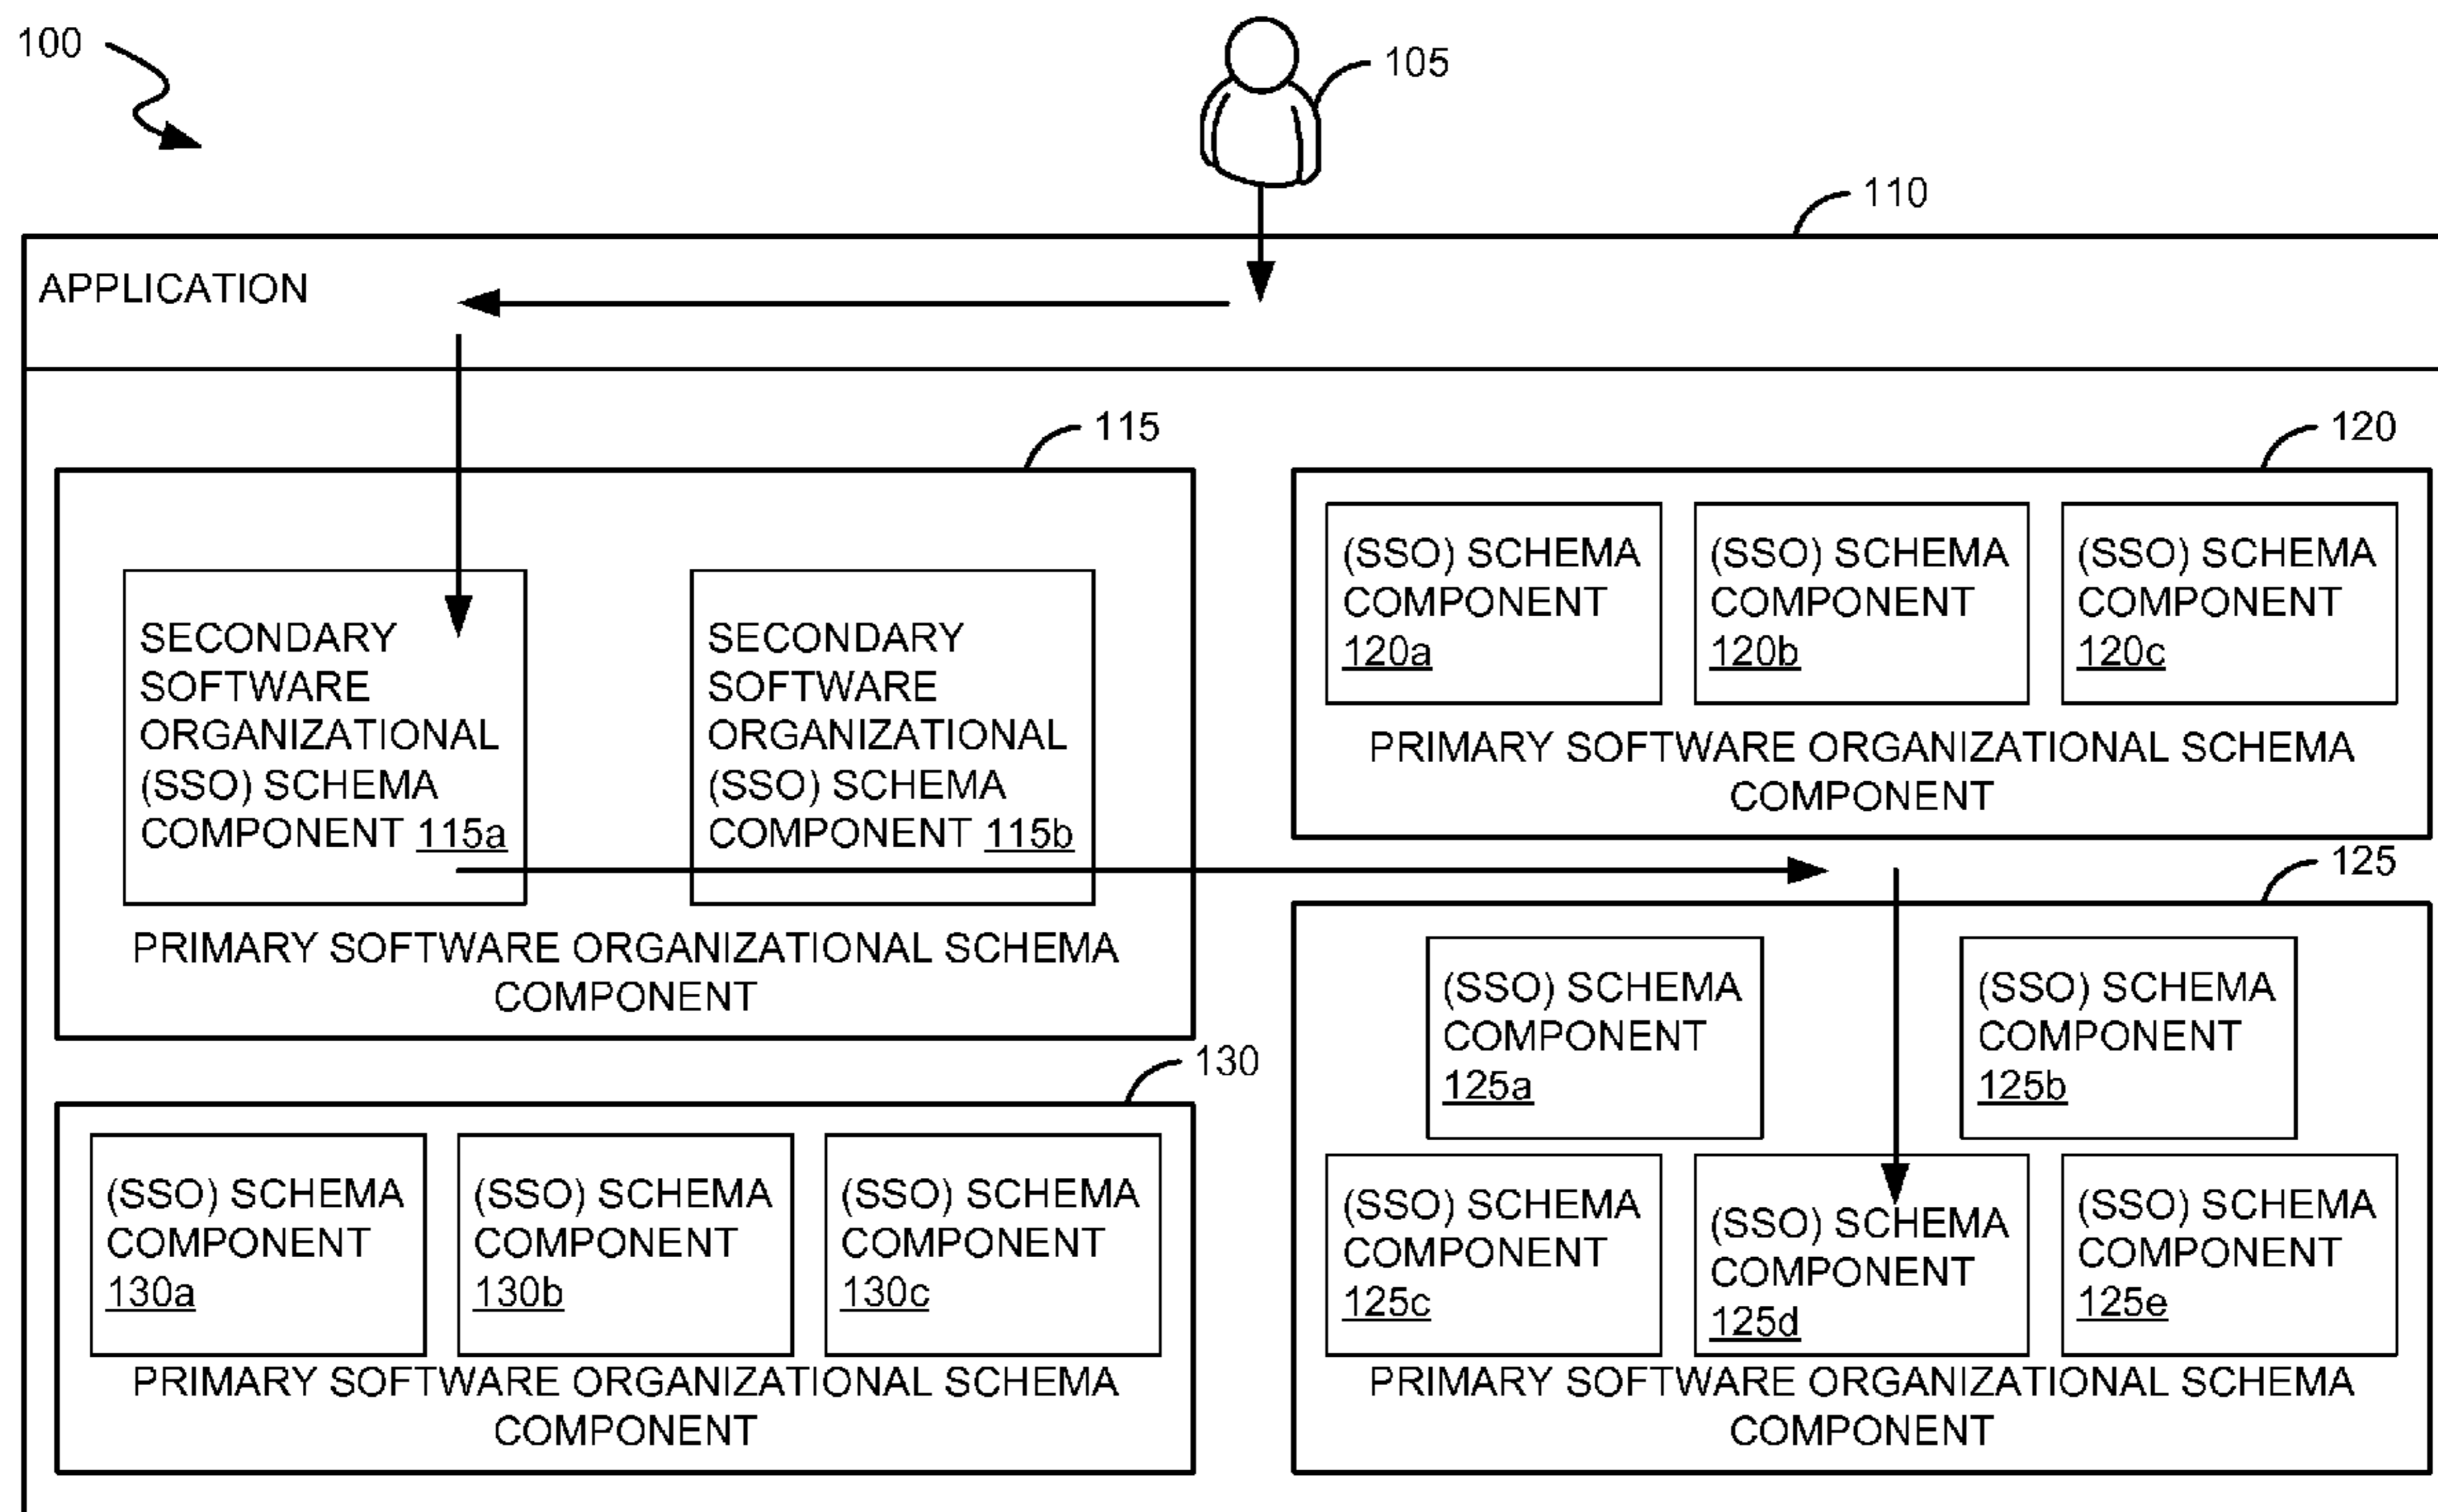 100
105
110
APPLICATION
115
SECONDARY
SOFTWARE
ORGANIZATIONAL
(SSO) SCHEMA
COMPONENT 115a
SECONDARY
SOFTWARE
ORGANIZATIONAL
(SSO) SCHEMA
COMPONENT 115b
PRIMARY SOFTWARE ORGANIZATIONAL SCHEMA
COMPONENT
120
(SSO) SCHEMA
COMPONENT
120a
(SSO) SCHEMA
COMPONENT
120b
(SSO) SCHEMA
COMPONENT
120c
PRIMARY SOFTWARE ORGANIZATIONAL SCHEMA
COMPONENT
125
(SSO) SCHEMA
COMPONENT
125a
(SSO) SCHEMA
COMPONENT
125b
(SSO) SCHEMA
COMPONENT
125c
(SSO) SCHEMA
COMPONENT
125d
(SSO) SCHEMA
COMPONENT
125e
PRIMARY SOFTWARE ORGANIZATIONAL SCHEMA
COMPONENT
130
(SSO) SCHEMA
COMPONENT
130a
(SSO) SCHEMA
COMPONENT
130b
(SSO) SCHEMA
COMPONENT
130c
PRIMARY SOFTWARE ORGANIZATIONAL SCHEMA
COMPONENT